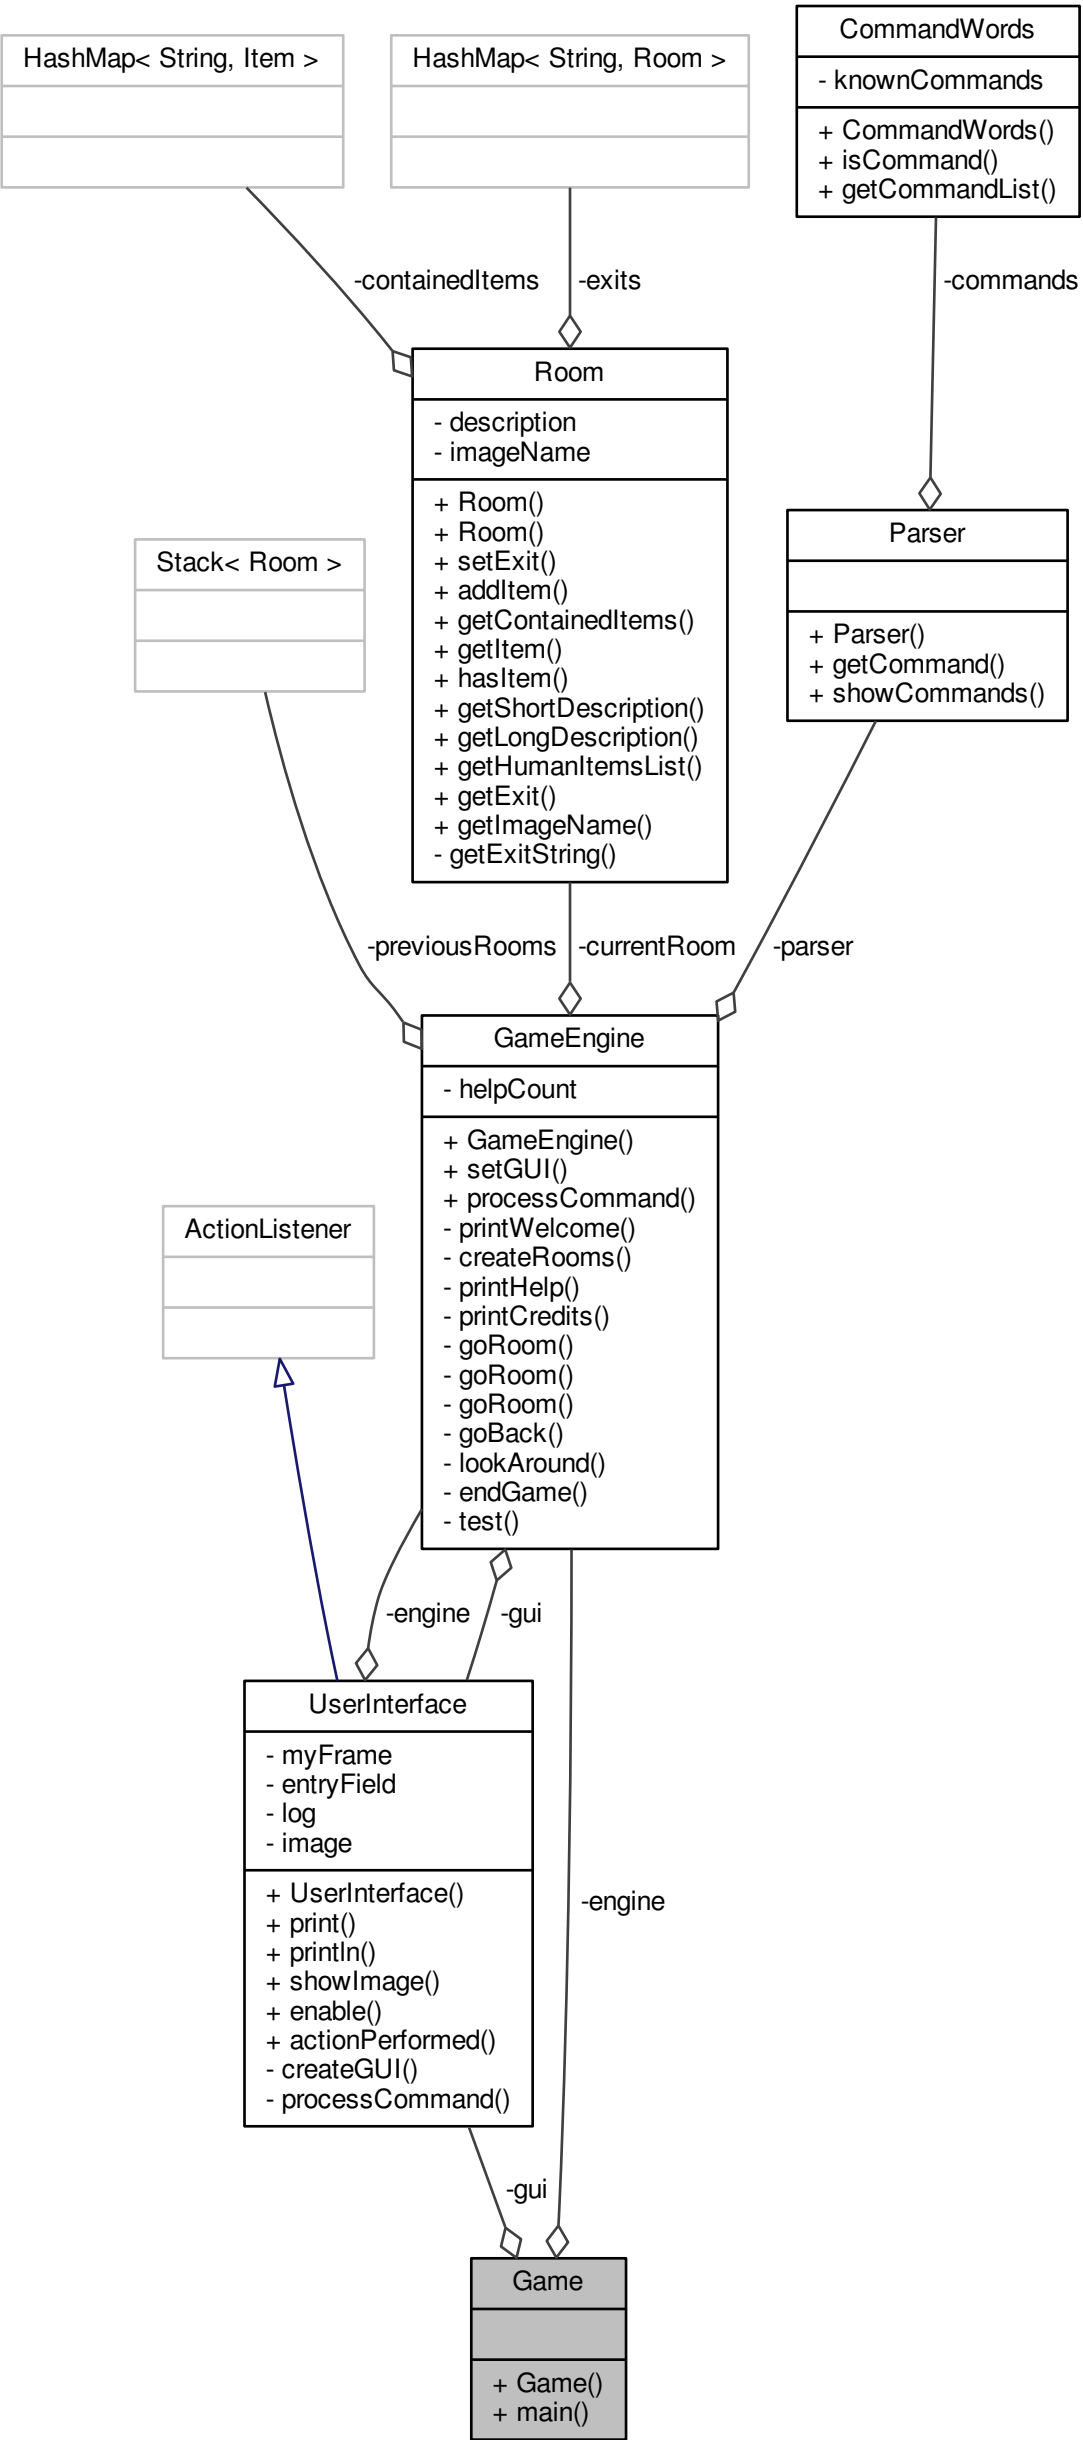 HashMap< String, Item >
HashMap< String, Room >
CommandWords
- knownCommands
+ CommandWords()
+ isCommand()
+ getCommandList()
-containedItems
-exits
-commands
Room
- description
- imageName
+ Room()
+ Room()
+ setExit()
+ addItem()
+ getContainedItems()
+ getItem()
+ hasItem()
+ getShortDescription()
+ getLongDescription()
+ getHumanItemsList()
+ getExit()
+ getImageName()
- getExitString()
Parser
+ Parser()
+ getCommand()
+ showCommands()
Stack< Room >
-previousRooms
-currentRoom
-parser
GameEngine
- helpCount
+ GameEngine()
+ setGUI()
+ processCommand()
- printWelcome()
- createRooms()
- printHelp()
- printCredits()
- goRoom()
- goRoom()
- goRoom()
- goBack()
- lookAround()
- endGame()
- test()
ActionListener
-engine
-gui
UserInterface
- myFrame
- entryField
- log
- image
+ UserInterface()
+ print()
+ println()
+ showImage()
+ enable()
+ actionPerformed()
- createGUI()
- processCommand()
-engine
-gui
Game
+ Game()
+ main()